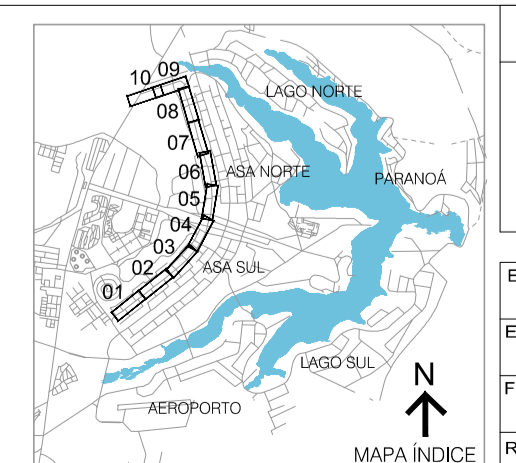 10 09
08
07
06
05
04
03
02
01
LAGO NORTE
ASA NORTE
PARANOÁ
ASA SUL
LAGO SUL
AEROPORTO
N
MAPA ÍNDICE
E
E
F
R